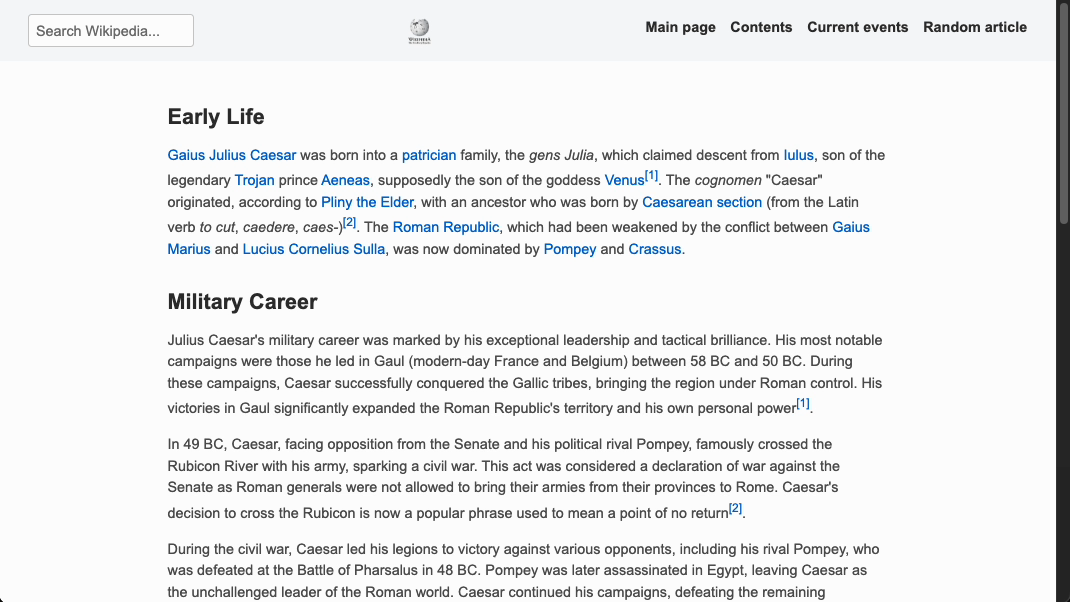 Search Wikipedia...
WIKIPEDIA
Main page Contents Current events Random article
Early Life
Gaius Julius Caesar was born into a patrician family, the gens Julia, which claimed descent from Iulus, son of the
legendary Trojan prince Aeneas, supposedly the son of the goddess Venus[1]. The cognomen "Caesar"
originated, according to Pliny the Elder, with an ancestor who was born by Caesarean section (from the Latin
verb to cut, caedere, caes-)[2]. The Roman Republic, which had been weakened by the conflict between Gaius
Marius and Lucius Cornelius Sulla, was now dominated by Pompey and Crassus.
Military Career
Julius Caesar's military career was marked by his exceptional leadership and tactical brilliance. His most notable
campaigns were those he led in Gaul (modern-day France and Belgium) between 58 BC and 50 BC. During
these campaigns, Caesar successfully conquered the Gallic tribes, bringing the region under Roman control. His
victories in Gaul significantly expanded the Roman Republic's territory and his own personal power[1].
In 49 BC, Caesar, facing opposition from the Senate and his political rival Pompey, famously crossed the
Rubicon River with his army, sparking a civil war. This act was considered a declaration of war against the
Senate as Roman generals were not allowed to bring their armies from their provinces to Rome. Caesar's
decision to cross the Rubicon is now a popular phrase used to mean a point of no return[2].
During the civil war, Caesar led his legions to victory against various opponents, including his rival Pompey, who
was defeated at the Battle of Pharsalus in 48 BC. Pompey was later assassinated in Egypt, leaving Caesar as
the unchallenged leader of the Roman world. Caesar continued his campaigns, defeating the remaining